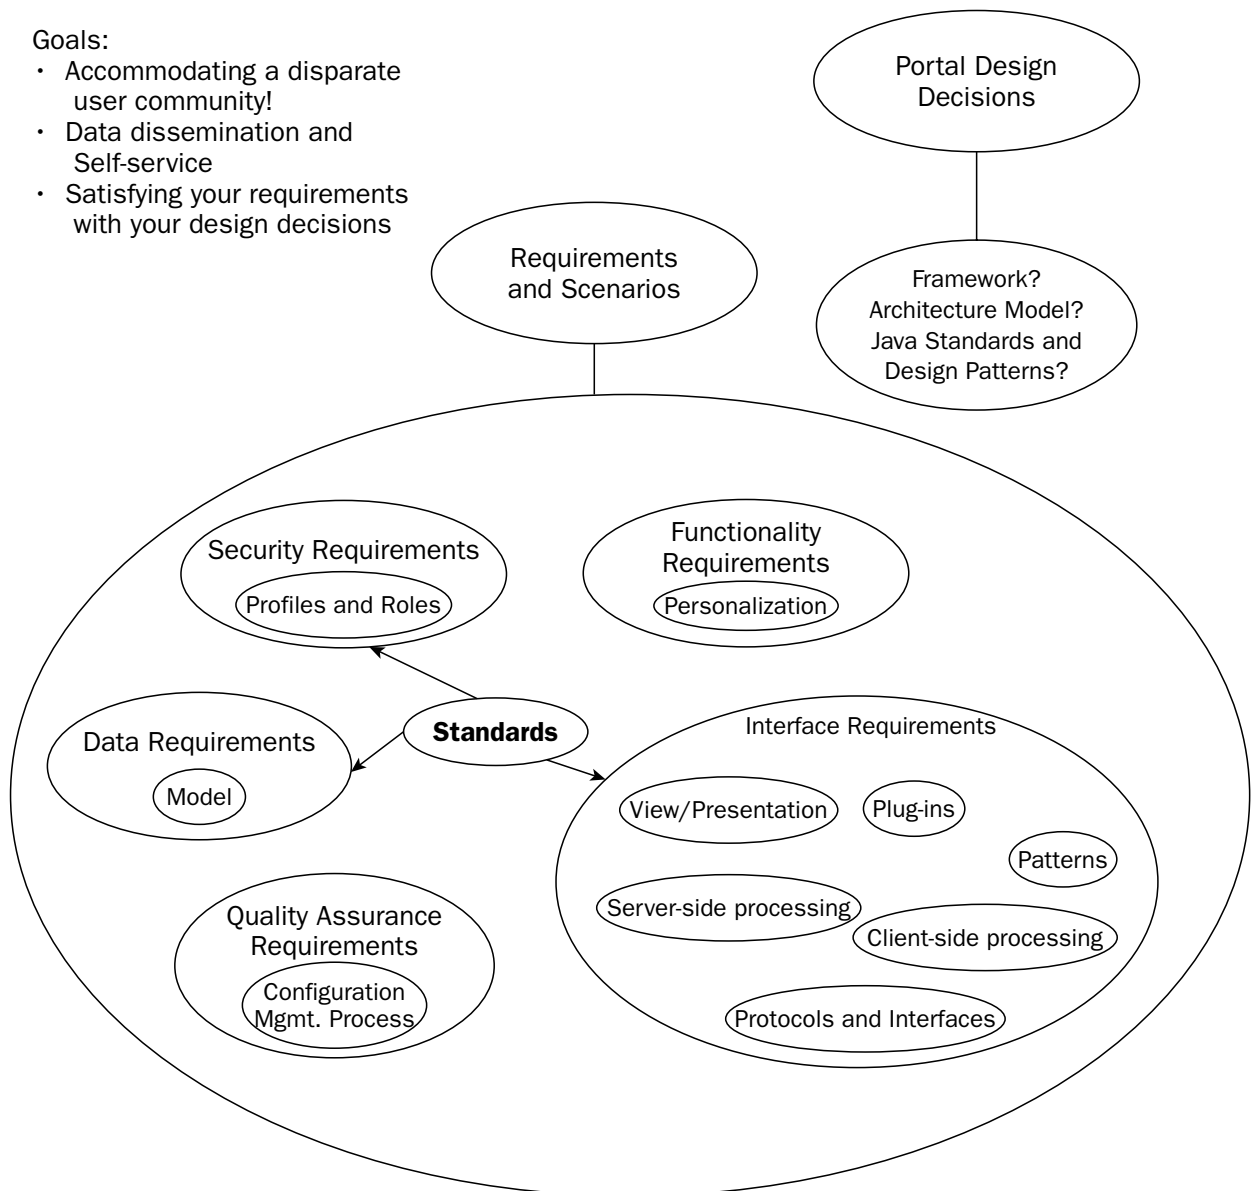 Goals:
· Accommodating a disparate
user community!
· Data dissemination and
Self-service
· Satisfying your requirements
with your design decisions
Portal Design
Decisions
Requirements
and Scenarios
Framework?
Architecture Model?
Java Standards and
Design Patterns?
Security Requirements
Profiles and Roles
Functionality
Requirements
Personalization
Standards
Data Requirements
Model
Interface Requirements
View/Presentation
Plug-ins
Patterns
Server-side processing
Client-side processing
Protocols and Interfaces
Quality Assurance
Requirements
Configuration
Mgmt. Process